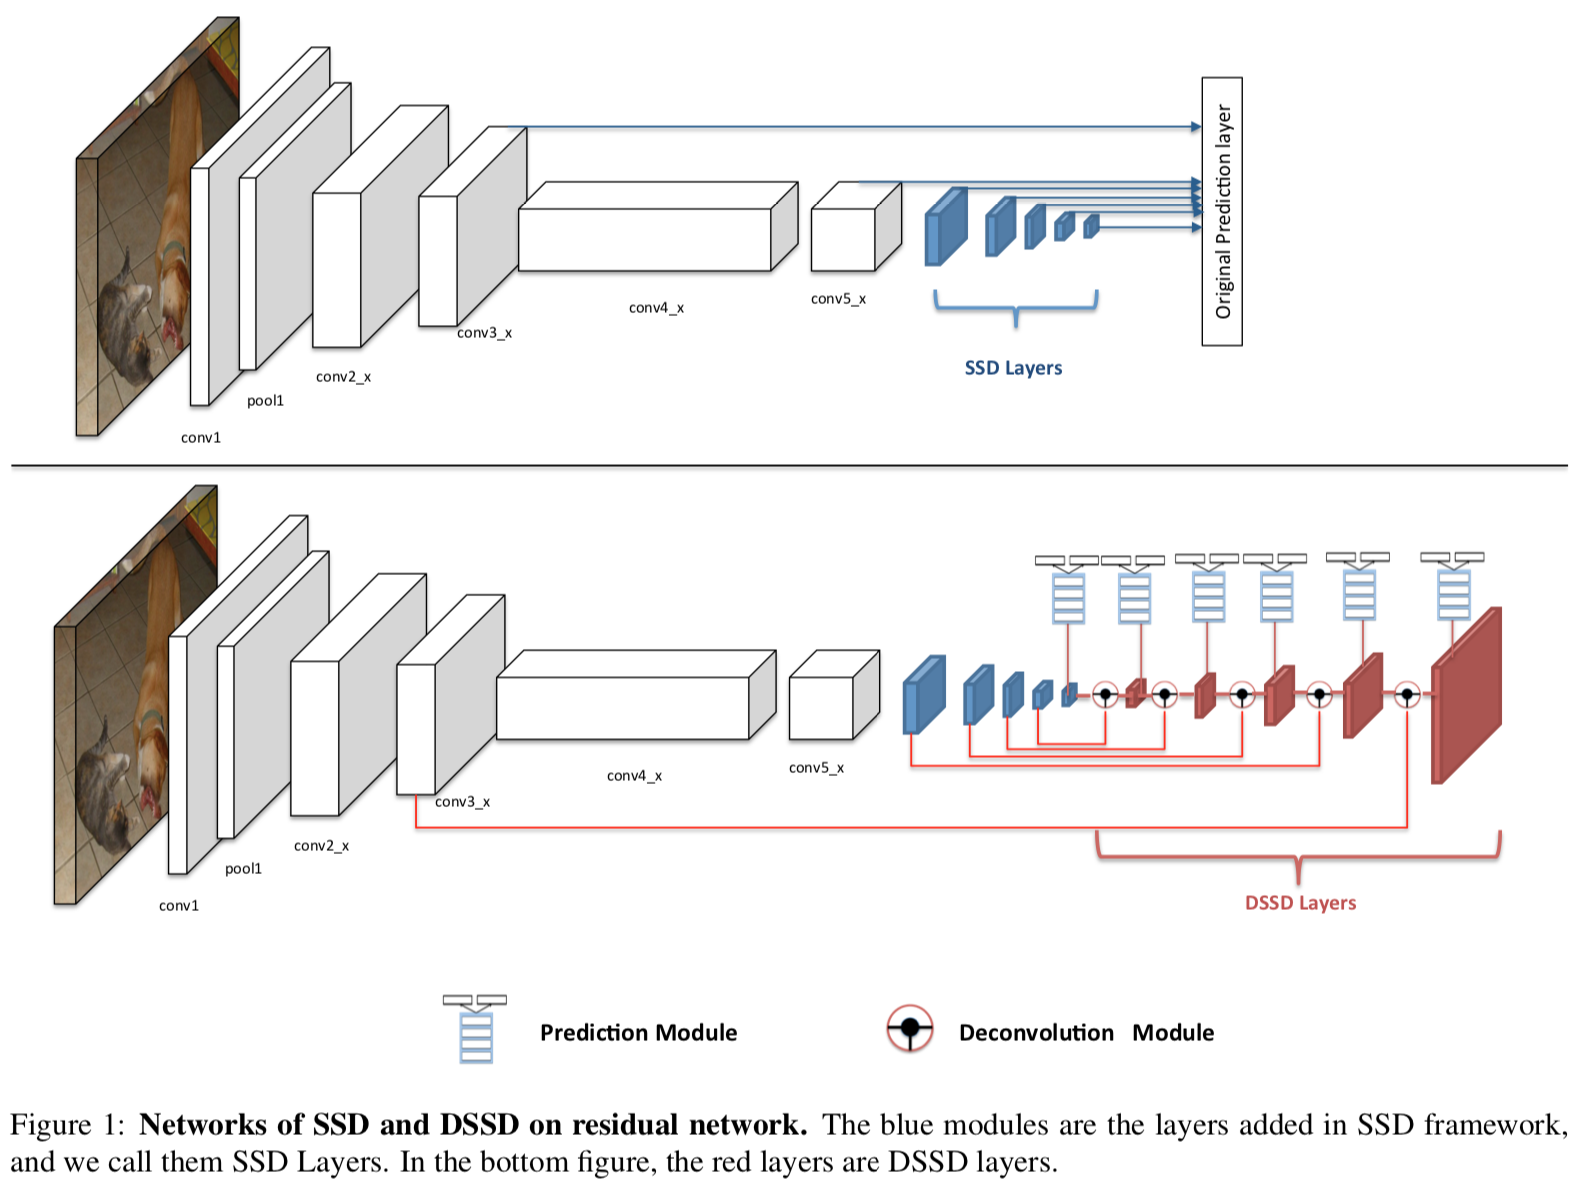 Original Prediction layer
conv1
pool1
conv2_x
conv3_x
conv4_x
conv5_x
SSD Layers
conv1
pool1
conv2_x
conv3_x
conv4_x
conv5_x
DSSD Layers
Prediction Module
Deconvolution Module
Figure 1: Networks of SSD and DSSD on residual network. The blue modules are the layers added in SSD framework,
and we call them SSD Layers. In the bottom figure, the red layers are DSSD layers.